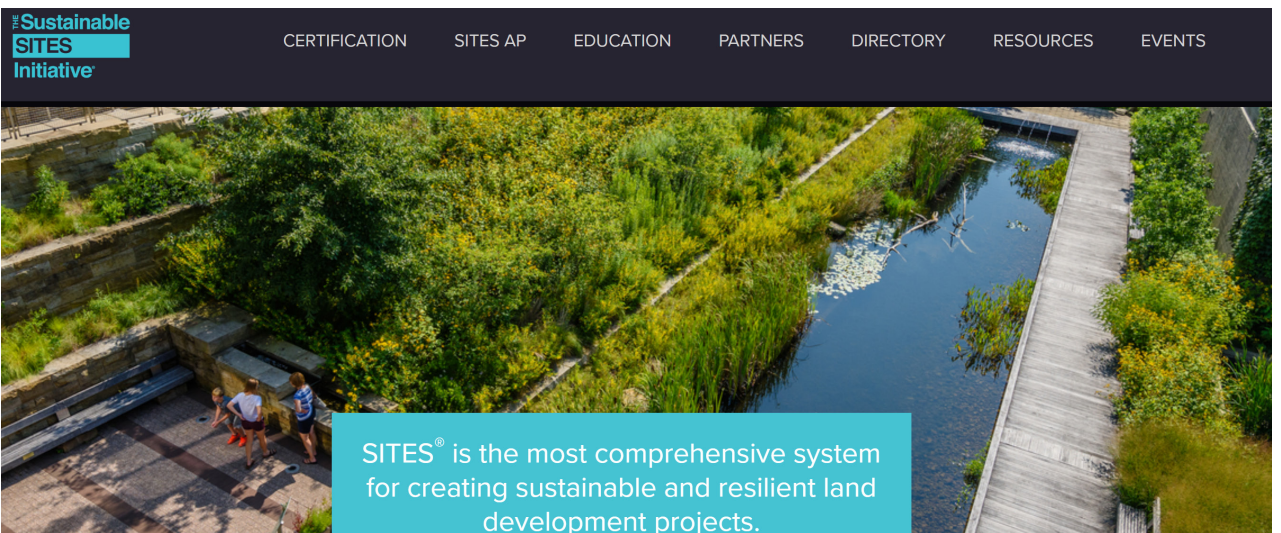 THE Sustainable
SITES
Initiative®
CERTIFICATION SITES AP EDUCATION PARTNERS DIRECTORY RESOURCES EVENTS
SITES® is the most comprehensive system
for creating sustainable and resilient land
development projects.